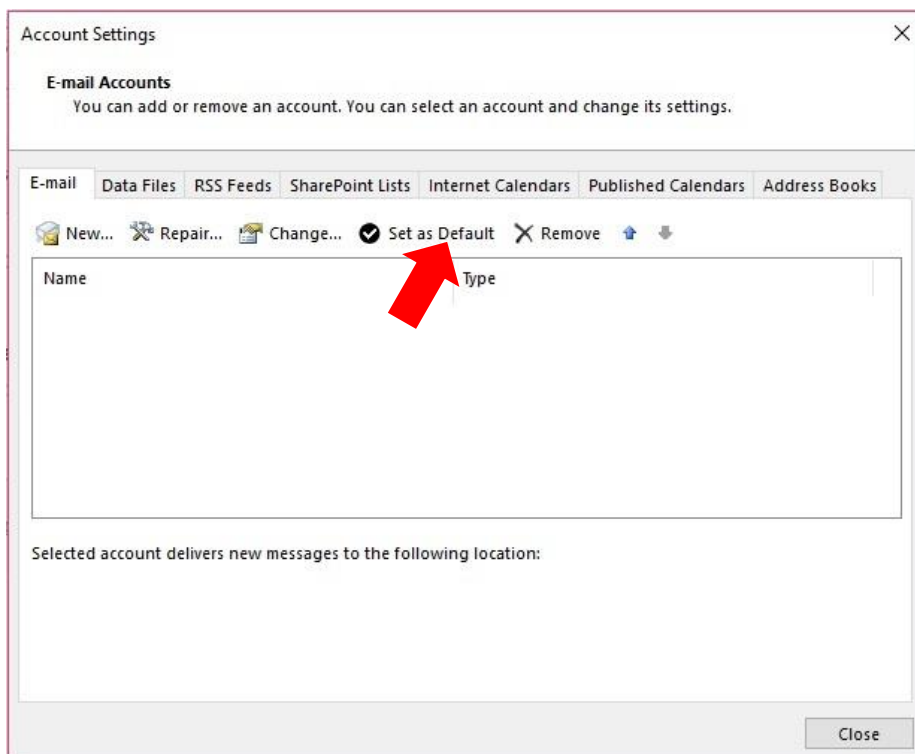 Account Settings
E-mail Accounts
You can add or remove an account. You can select an account and change its settings.
E-mail Data Files RSS Feeds SharePoint Lists Internet Calendars Published Calendars Address Books
New... Repair... Change... Set as Default Remove
Name Type
Selected account delivers new messages to the following location:
Close